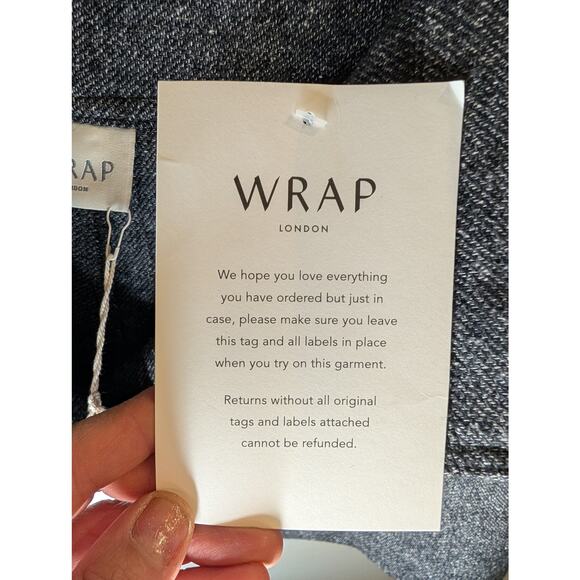 WRAP
LONDON
We hope you love everything
you have ordered but just in
case, please make sure you leave
this tag and all labels in place
when you try on this garment.
Returns without all original
tags and labels attached
cannot be refunded.
RAP
NDON